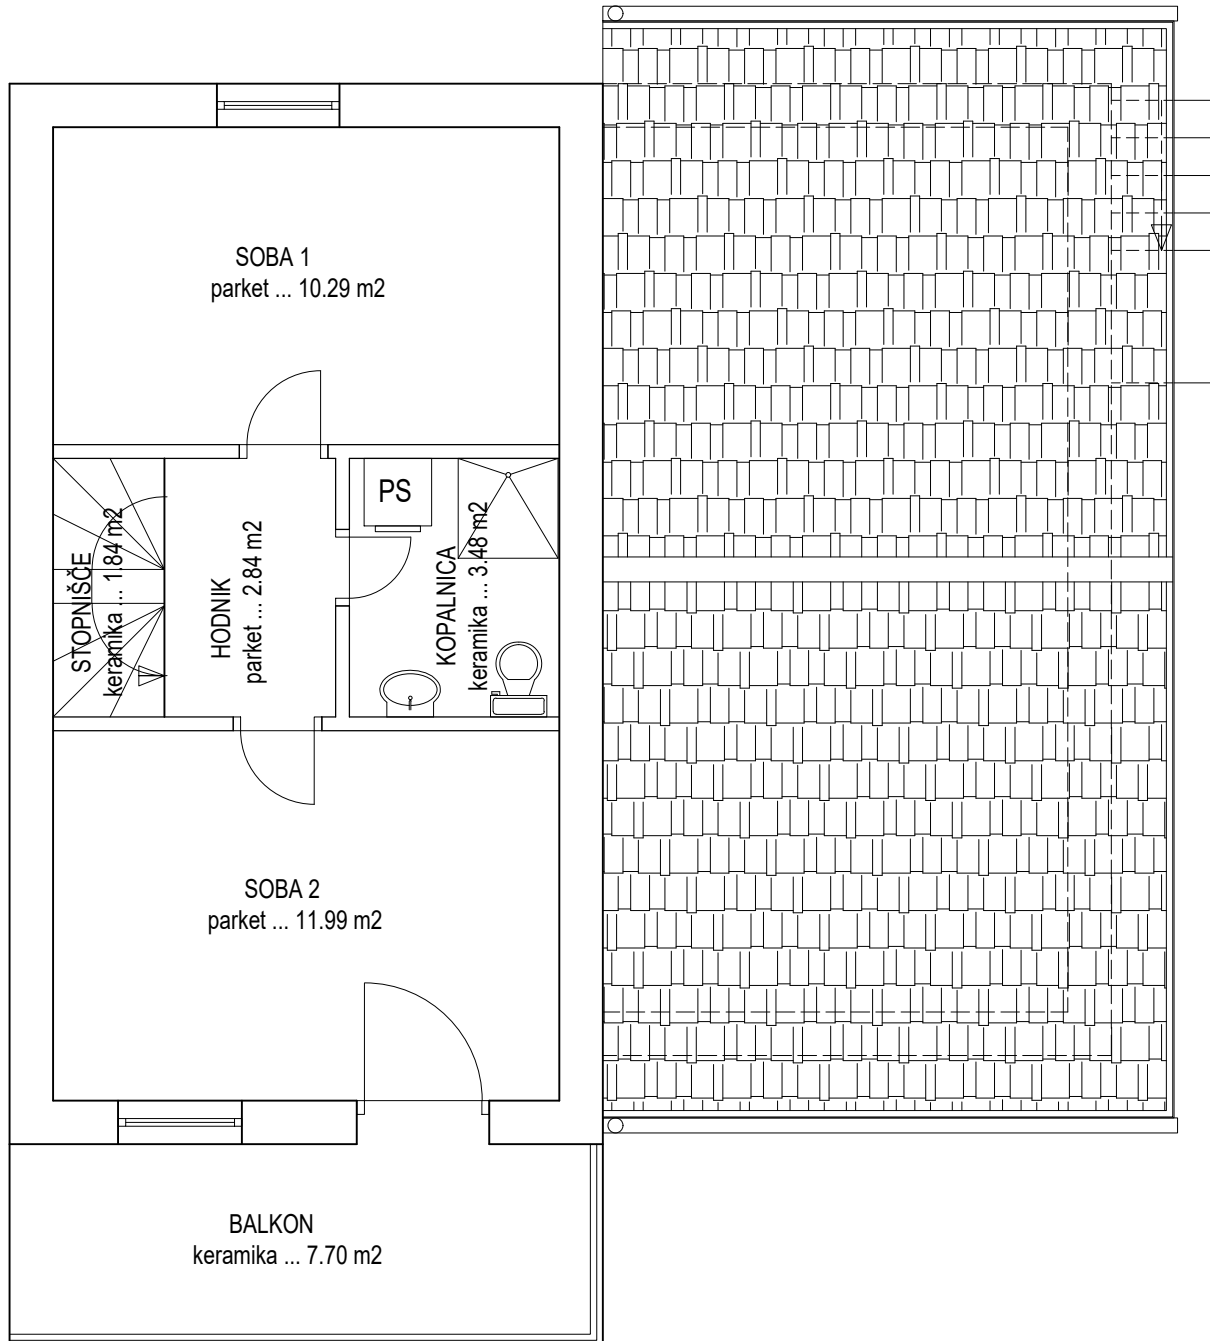 SOBA 1
parket ... 10.29 m2
PS
STOPNIŠČE
keramika ... 1.84 m2
HODNIK
parket ... 2.84 m2
KOPALNICA
keramika ... 3.48 m2
SOBA 2
parket ... 11.99 m2
BALKON
keramika ... 7.70 m2